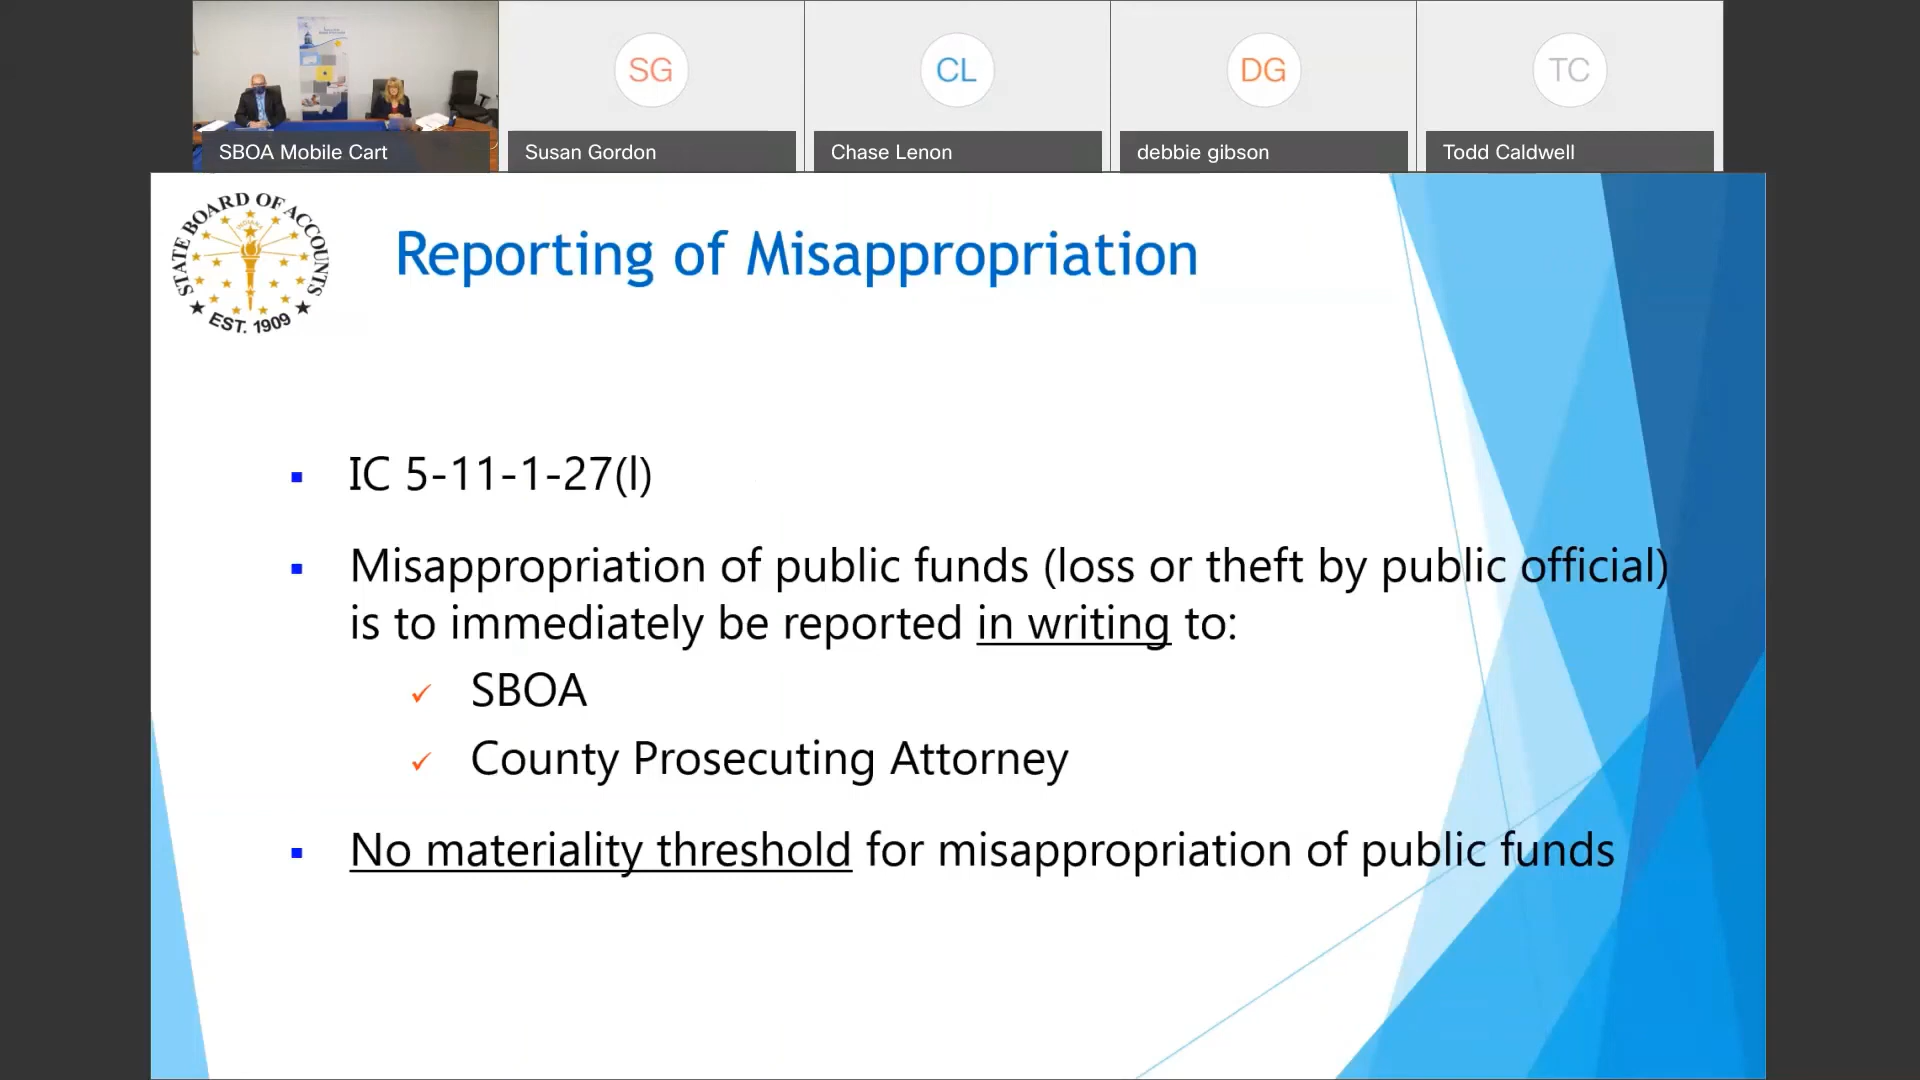 SG
CL
DG
TC
SBOA Mobile Cart
Susan Gordon
Chase Lenon
debbie gibson
Todd Caldwell
STATE BOARD OF ACCOUNTS
EST. 1909
Reporting of Misappropriation
▪ IC 5-11-1-27(l)
▪ Misappropriation of public funds (loss or theft by public official)
is to immediately be reported in writing to:
✓ SBOA
✓ County Prosecuting Attorney
▪ No materiality threshold for misappropriation of public funds